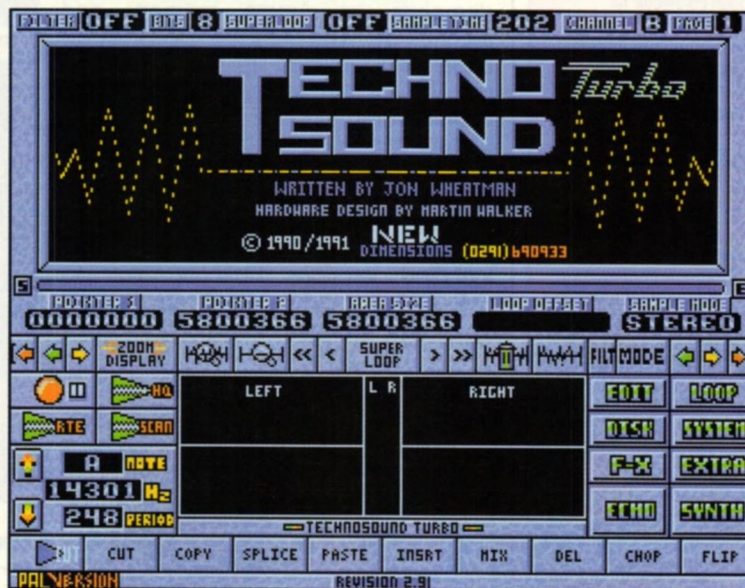 FILTER OFF BITS 8 SUPERLOOP OFF SAMPLE TIME 202 CHANNEL B PAGE 1
TECHNO Turbo
SOUND
WRITTEN BY JON WHEATMAN
HARDWARE DESIGN BY MARTIN WALKER
© 1990/1991 NEW
DIMENSIONS (0291)690933
S E
POINTER 1 POINTER 2 AREA SIZE LOOP OFFSET SAMPLE MODE
0000000 5800366 5800366 STEREO
ZOOM DISPLAY << < SUPER LOOP > >> FILT MODE
HQ LEFT L R RIGHT EDIT LOOP
RTE SCAN DISK SYSTEM
A NOTE F-X EXTRA
14301 Hz
248 PERIOD ECHO SYNTH
TECHNOSOUND TURBO
CUT COPY SPLICE PASTE INSRT MIX DEL CHOP FLIP
PAL VERSION REVISION 2.91